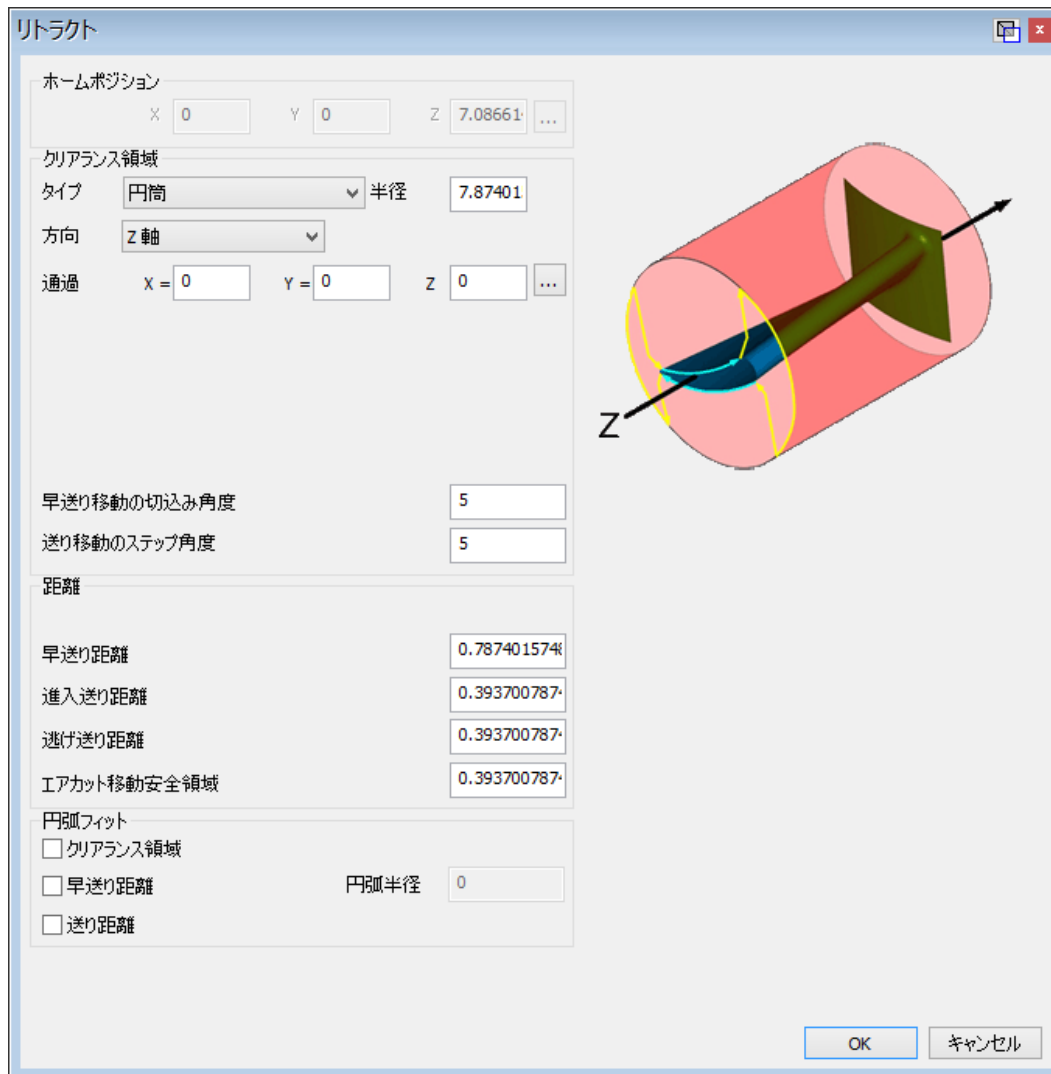 リトラクト
ホームポジション
X 0 Y 0 Z 7.08661 ...
クリアランス領域
タイプ 円筒 半径 7.87401
方向 Z 軸
通過 X = 0 Y = 0 Z 0 ...
Z
早送り移動の切込み角度 5
送り移動のステップ角度 5
距離
早送り距離 0.787401574
進入送り距離 0.393700787
逃げ送り距離 0.393700787
エアカット移動安全領域 0.393700787
円弧フィット
クリアランス領域
早送り距離 円弧半径 0
送り距離
OK キャンセル